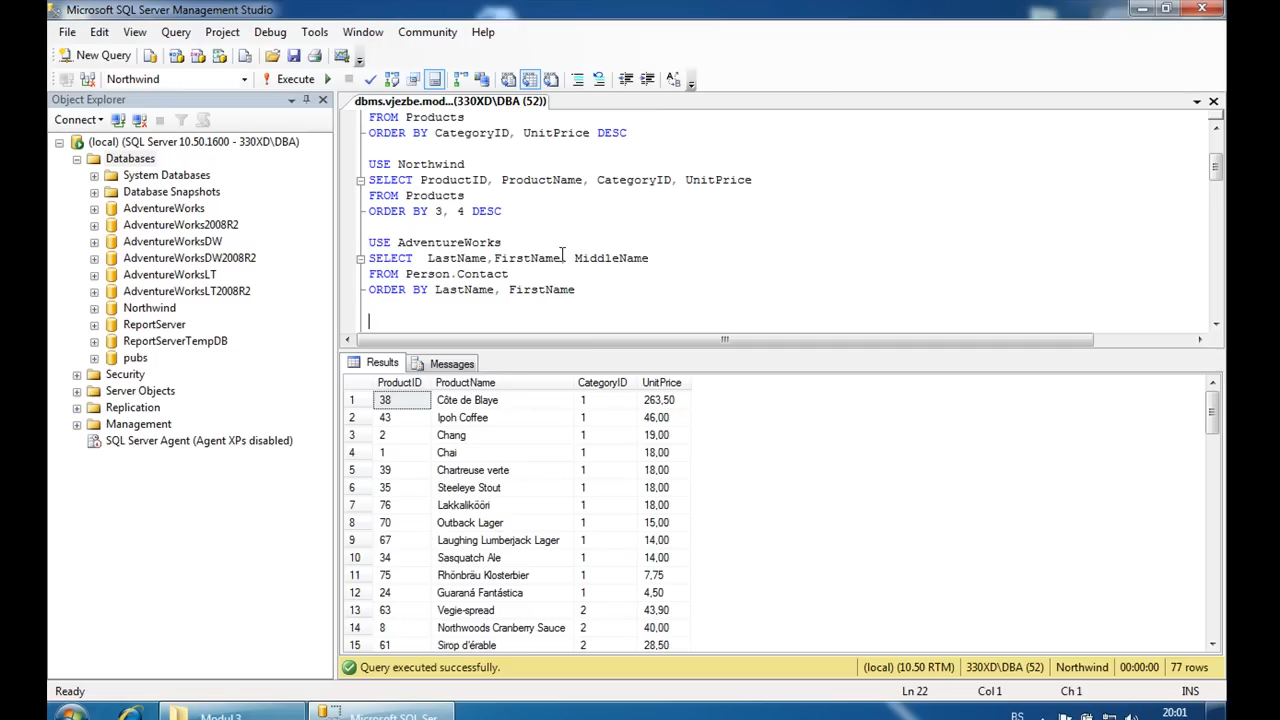 Microsoft SQL Server Management Studio
File Edit View Query Project Debug Tools Window Community Help
New Query
Northwind Execute
Object Explorer
dbms.vjezbe.mod...(330XD\DBA (52))
Connect
(local) (SQL Server 10.50.1600 - 330XD\DBA)
Databases
System Databases
Database Snapshots
AdventureWorks
AdventureWorks2008R2
AdventureWorksDW
AdventureWorksDW2008R2
AdventureWorksLT
AdventureWorksLT2008R2
Northwind
ReportServer
ReportServerTempDB
pubs
Security
Server Objects
Replication
Management
SQL Server Agent (Agent XPs disabled)
FROM Products
ORDER BY CategoryID, UnitPrice DESC
USE Northwind
SELECT ProductID, ProductName, CategoryID, UnitPrice
FROM Products
ORDER BY 3, 4 DESC
USE AdventureWorks
SELECT LastName,FirstName, MiddleName
FROM Person.Contact
ORDER BY LastName, FirstName
Results Messages
ProductID ProductName CategoryID UnitPrice
1 38 Côte de Blaye 1 263,50
2 43 Ipoh Coffee 1 46,00
3 2 Chang 1 19,00
4 1 Chai 1 18,00
5 39 Chartreuse verte 1 18,00
6 35 Steeleye Stout 1 18,00
7 76 Lakkalikööri 1 18,00
8 70 Outback Lager 1 15,00
9 67 Laughing Lumberjack Lager 1 14,00
10 34 Sasquatch Ale 1 14,00
11 75 Rhönbräu Klosterbier 1 7,75
12 24 Guaraná Fantástica 1 4,50
13 63 Vegie-spread 2 43,90
14 8 Northwoods Cranberry Sauce 2 40,00
15 61 Sirop d'érable 2 28,50
Query executed successfully. (local) (10.50 RTM) 330XD\DBA (52) Northwind 00:00:00 77 rows
Ready Ln 22 Col 1 Ch 1 INS
Modul 3 Microsoft SQL Ser... BS 20:01